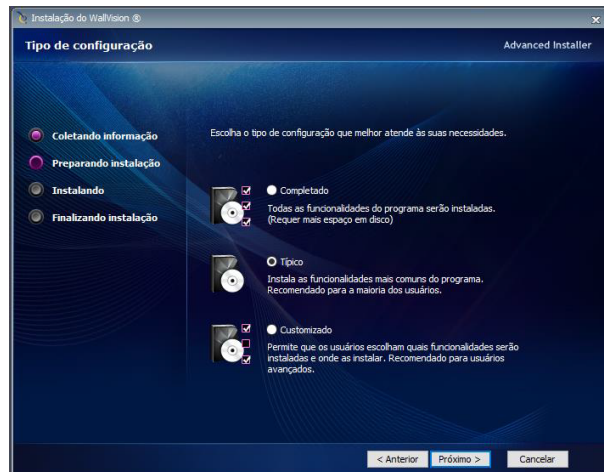 Instalação do WallVision ®
x
Tipo de configuração
Advanced Installer
Coletando informação
Preparando instalação
Instalando
Finalizando instalação
Escolha o tipo de configuração que melhor atende às suas necessidades.
Completado
Todas as funcionalidades do programa serão instaladas.
(Requer mais espaço em disco)
Típico
Instala as funcionalidades mais comuns do programa.
Recomendado para a maioria dos usuários.
Customizado
Permite que os usuários escolham quais funcionalidades serão
instaladas e onde as instalar. Recomendado para usuários
avançados.
< Anterior
Próximo >
Cancelar